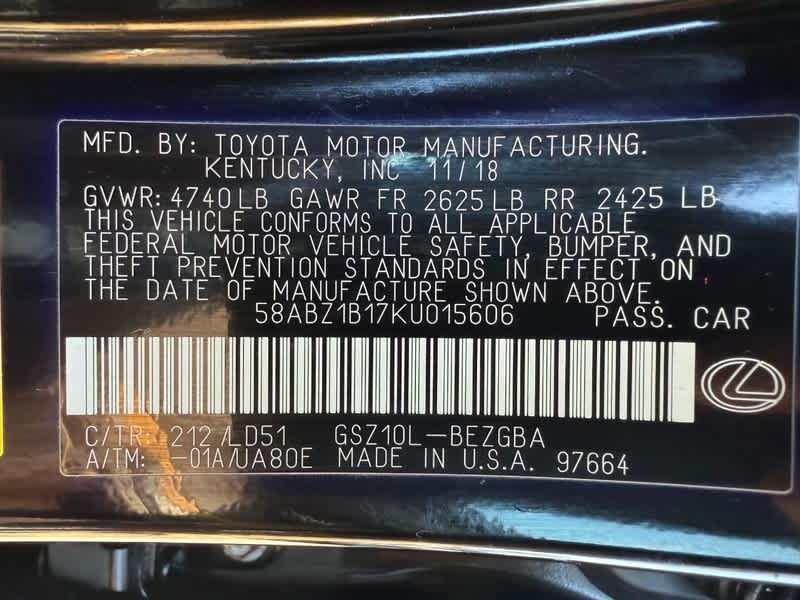 MFD. BY: TOYOTA MOTOR MANUFACTURING.
KENTUCKY, INC 11/18
GVWR: 4740LB GAWR FR 2625LB RR 2425 LB
THIS VEHICLE CONFORMS TO ALL APPLICABLE
FEDERAL MOTOR VEHICLE SAFETY, BUMPER, AND
THEFT PREVENTION STANDARDS IN EFFECT ON
THE DATE OF MANUFACTURE SHOWN ABOVE.
58ABZ1B17KU015606 PASS. CAR
C/TR: 212/LD51 GSZ10L-BEZGBA
A/TM: -01A/UA80E MADE IN U.S.A. 97664